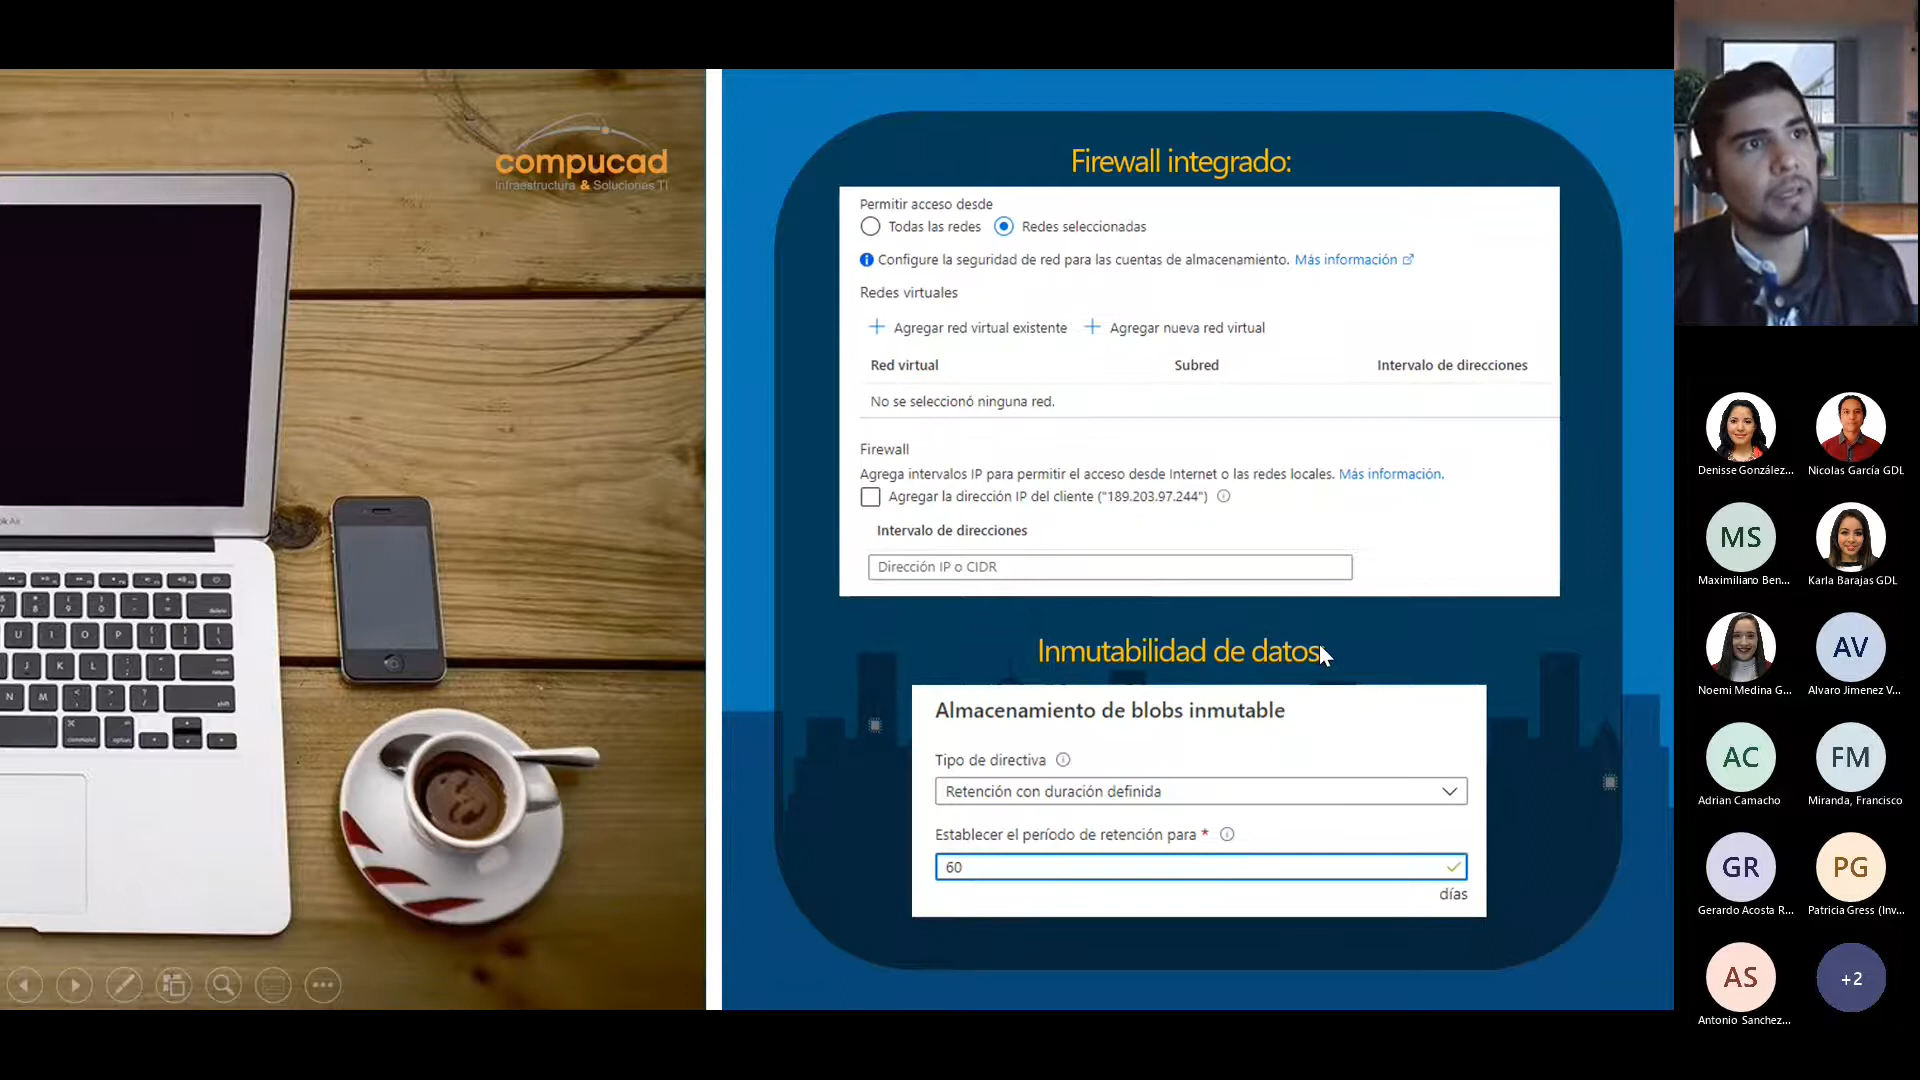 compucad
Infraestructura & Soluciones TI
Firewall integrado:
Permitir acceso desde
Todas las redes
Redes seleccionadas
Configure la seguridad de red para las cuentas de almacenamiento. Más información
Redes virtuales
Agregar red virtual existente
Agregar nueva red virtual
Red virtual
Subred
Intervalo de direcciones
No se seleccionó ninguna red.
Firewall
Agrega intervalos IP para permitir el acceso desde Internet o las redes locales. Más información.
Agregar la dirección IP del cliente ("189.203.97.244")
Intervalo de direcciones
Dirección IP o CIDR
Inmutabilidad de datos:
Almacenamiento de blobs inmutable
Tipo de directiva
Retención con duración definida
Establecer el período de retención para *
60
días
Denisse González...
Nicolas García GDL
MS
Maximiliano Ben...
Karla Barajas GDL
Noemi Medina G...
AV
Alvaro Jimenez V...
AC
Adrian Camacho
FM
Miranda, Francisco
GR
Gerardo Acosta R...
PG
Patricia Gress (Inv...
AS
Antonio Sanchez...
+2